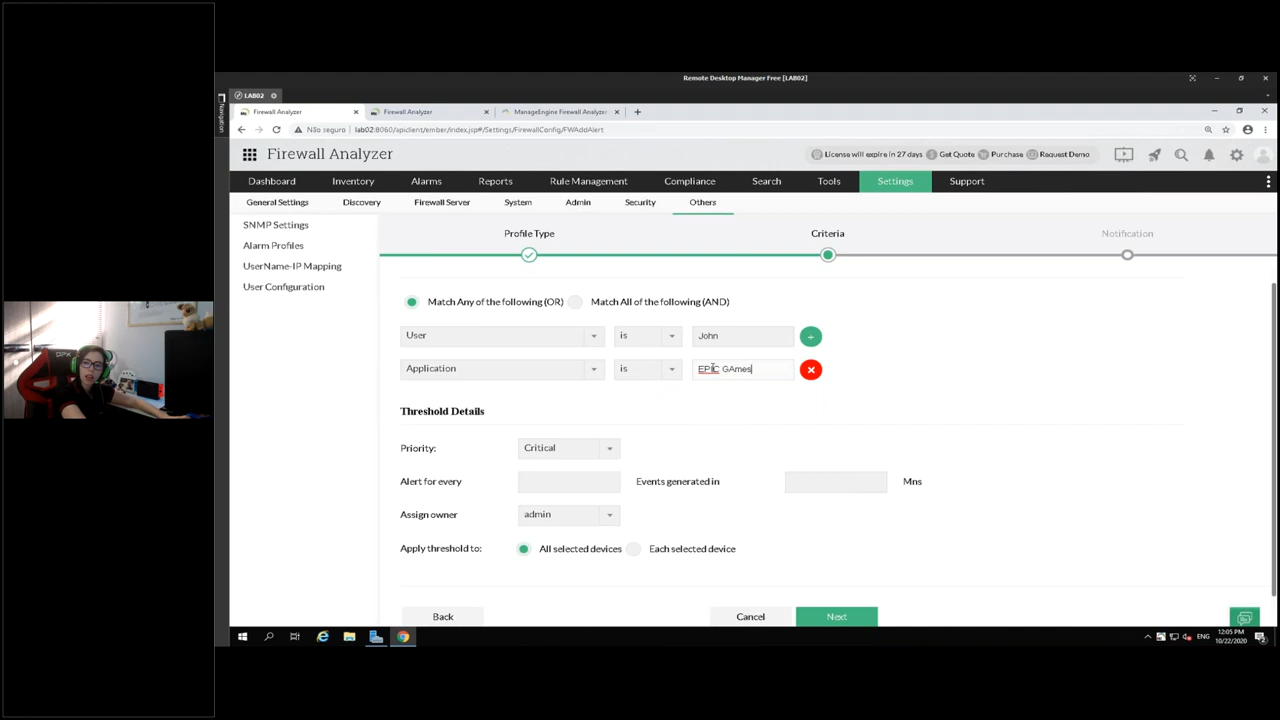 Remote Desktop Manager Free [LAB02]
Navigation
LAB02
Firewall Analyzer
Firewall Analyzer
ManageEngine Firewall Analyzer
Não seguro
lab02:8060/apiclient/ember/index.jsp#/Settings/FirewallConfig/FWAddAlert
Firewall Analyzer
License will expire in 27 days
Get Quote
Purchase
Request Demo
Dashboard Inventory Alarms Reports Rule Management Compliance Search Tools Settings Support
General Settings Discovery Firewall Server System Admin Security Others
SNMP Settings
Alarm Profiles
UserName-IP Mapping
User Configuration
Profile Type
Criteria
Notification
Match Any of the following (OR)
Match All of the following (AND)
User is John
Application is EPIC GAmes
Threshold Details
Priority: Critical
Alert for every Events generated in Mns
Assign owner admin
Apply threshold to: All selected devices Each selected device
Back Cancel Next
ENG
12:05 PM
10/22/2020